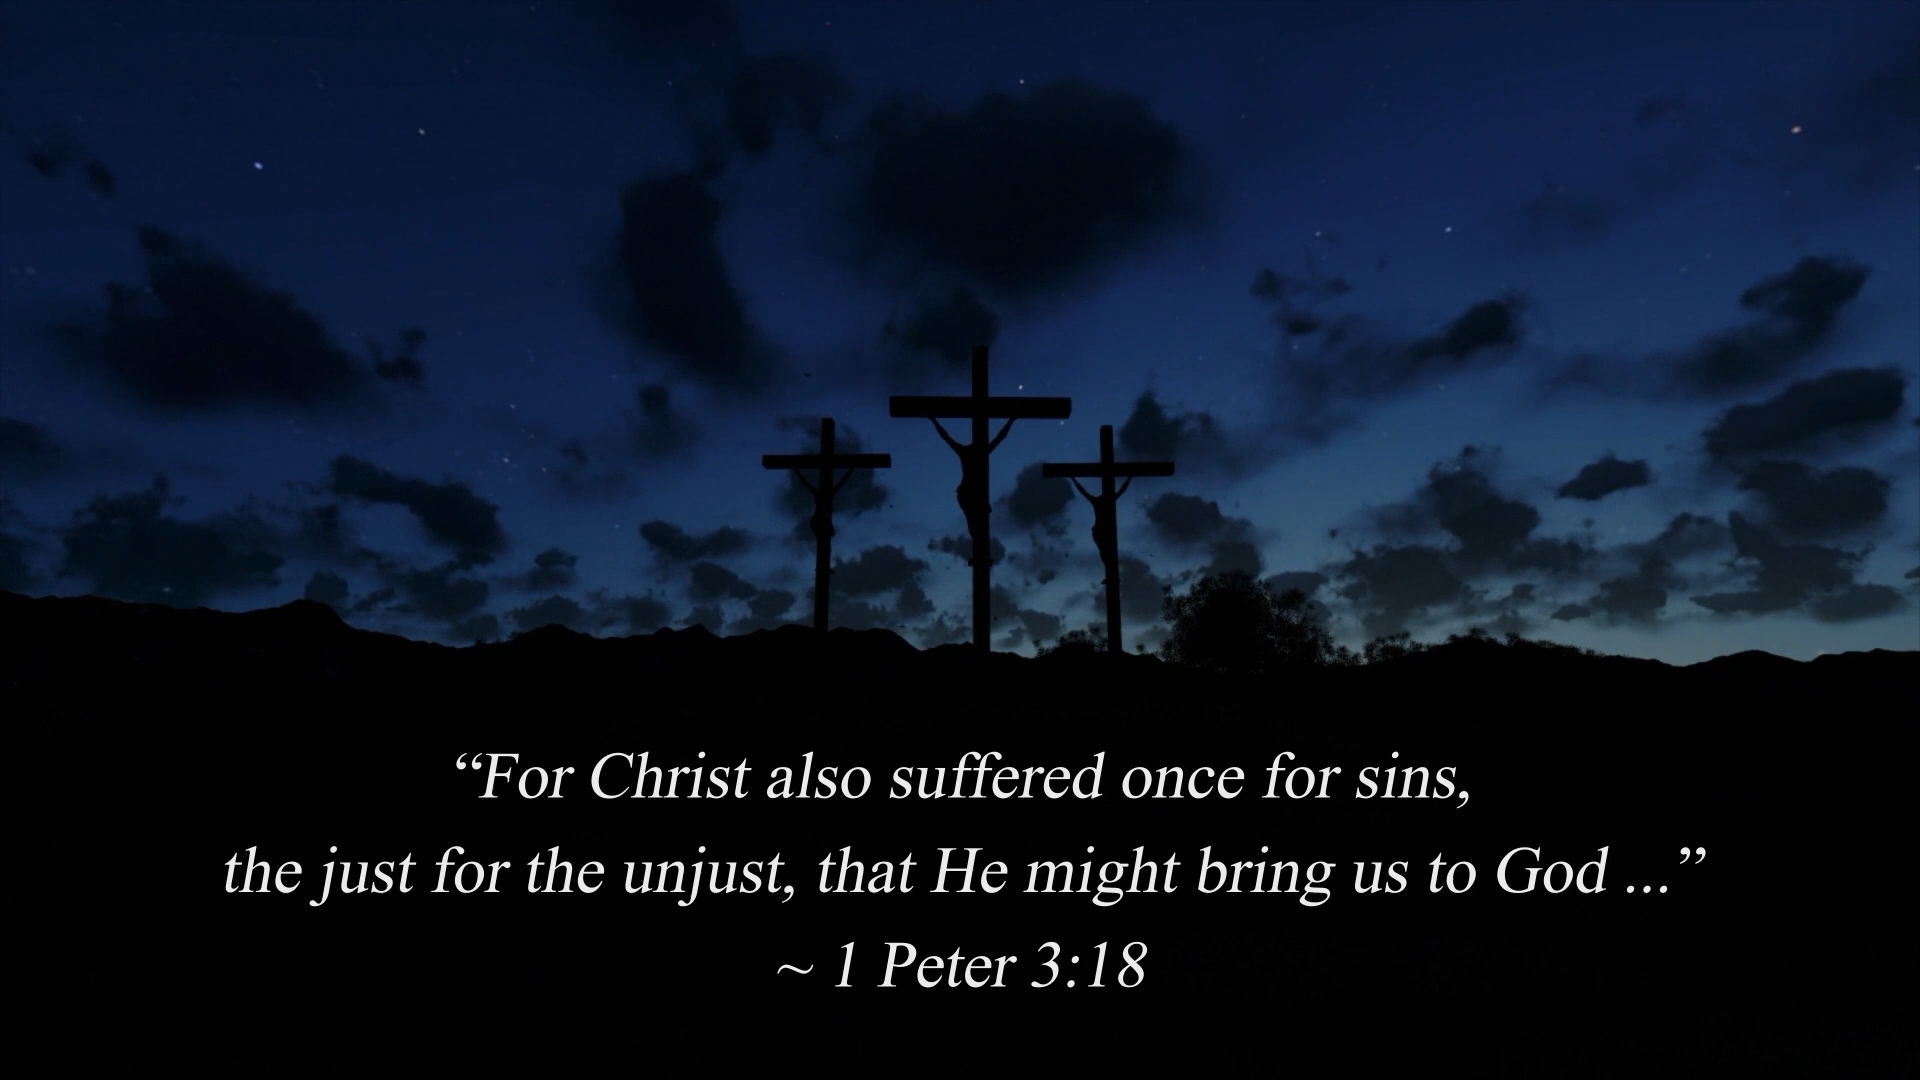 “For Christ also suffered once for sins,
the just for the unjust, that He might bring us to God ...”
~ 1 Peter 3:18